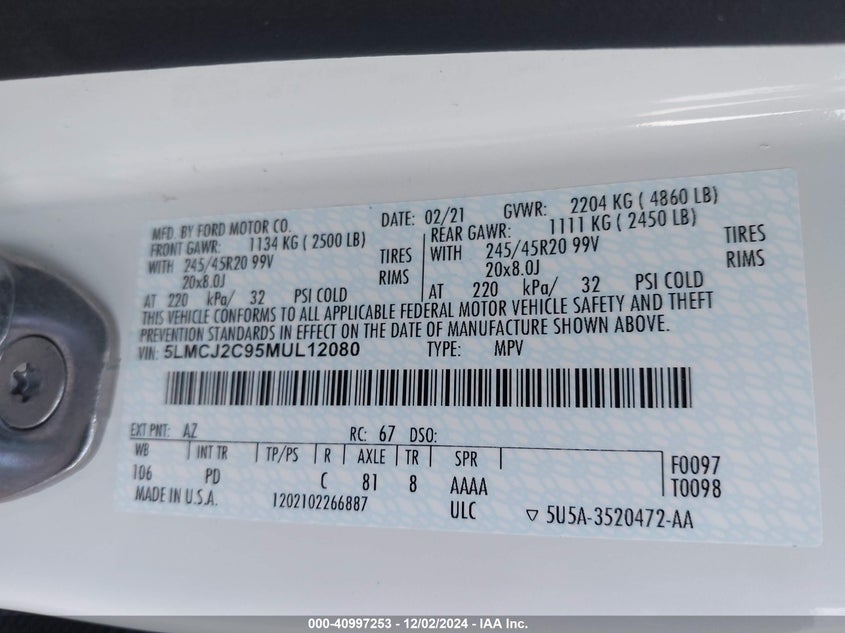 MFD. BY FORD MOTOR CO. DATE: 02/21 GVWR: 2204 KG ( 4860 LB)
FRONT GAWR: 1134 KG ( 2500 LB) REAR GAWR: 1111 KG ( 2450 LB)
WITH 245/45R20 99V TIRES WITH 245/45R20 99V TIRES
20x8.0J RIMS 20x8.0J RIMS
AT 220 kPa/ 32 PSI COLD AT 220 kPa/ 32 PSI COLD
THIS VEHICLE CONFORMS TO ALL APPLICABLE FEDERAL MOTOR VEHICLE SAFETY AND THEFT
PREVENTION STANDARDS IN EFFECT ON THE DATE OF MANUFACTURE SHOWN ABOVE.
VIN: 5LMCJ2C95MUL12080 TYPE: MPV
EXT PNT: AZ RC: 67 DSO:
WB INT TR TP/PS R AXLE TR SPR F0097
106 PD C 81 8 AAAA T0098
MADE IN U.S.A. 1202102266887 ULC ▽ 5U5A-3520472-AA
000-40997253 - 12/02/2024 - IAA Inc.